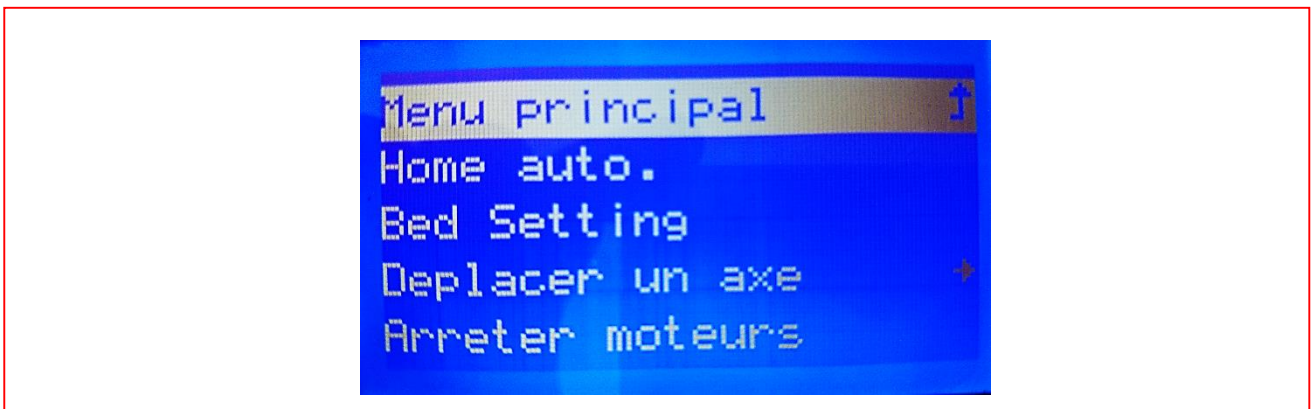 Menu principal
Home auto.
Bed Setting
Deplacer un axe
Arreter moteurs